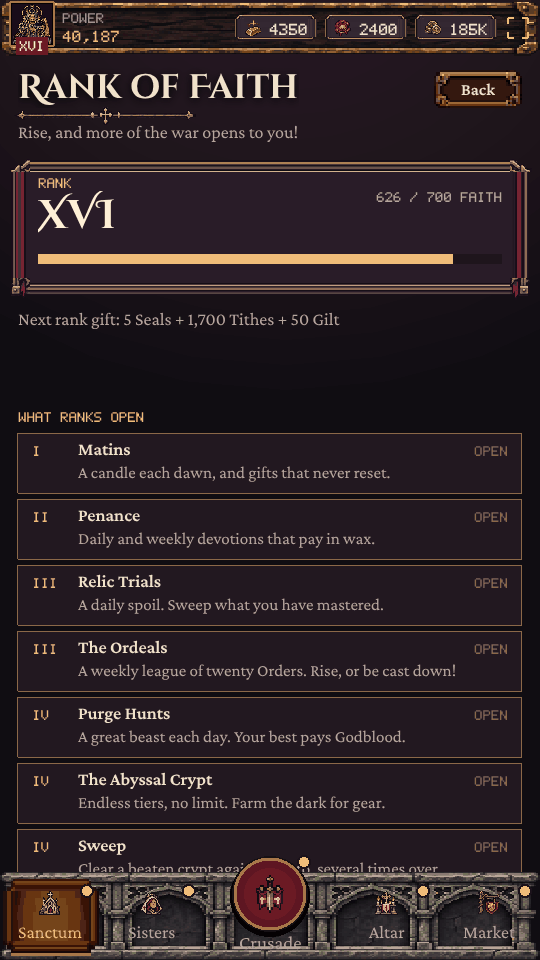 POWER
40,187
XVI
4350
2400
185K
RANK OF FAITH
Back
Rise, and more of the war opens to you!
RANK
XVI
626 / 700 FAITH
Next rank gift: 5 Seals + 1,700 Tithes + 50 Gilt
WHAT RANKS OPEN
I Matins OPEN
A candle each dawn, and gifts that never reset.
II Penance OPEN
Daily and weekly devotions that pay in wax.
III Relic Trials OPEN
A daily spoil. Sweep what you have mastered.
III The Ordeals OPEN
A weekly league of twenty Orders. Rise, or be cast down!
IV Purge Hunts OPEN
A great beast each day. Your best pays Godblood.
IV The Abyssal Crypt OPEN
Endless tiers, no limit. Farm the dark for gear.
IV Sweep OPEN
Clear a beaten crypt several times over
Sanctum
Sisters
Crusade
Altar
Market